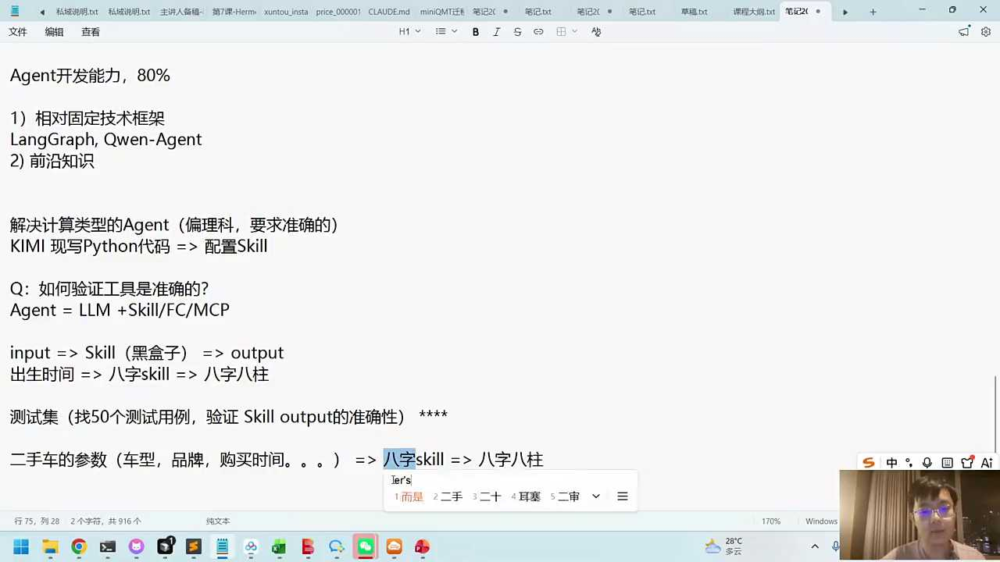 私域说明.txt 私域说明.txt 主讲人备稿- 第7课-Herm xuntou_insta price_000001 CLAUDE.md miniQMT迁移 笔记20 笔记.txt 笔记20 笔记.txt 草稿.txt 课程大纲.txt 笔记20
文件 编辑 查看 H1 B I S
Agent开发能力，80%
1）相对固定技术框架
LangGraph, Qwen-Agent
2) 前沿知识
解决计算类型的Agent（偏理科，要求准确的）
KIMI 现写Python代码 => 配置Skill
Q：如何验证工具是准确的？
Agent = LLM +Skill/FC/MCP
input => Skill（黑盒子） => output
出生时间 => 八字skill => 八字八柱
测试集（找50个测试用例，验证 Skill output的准确性） ****
二手车的参数（车型，品牌，购买时间。。。） => 八字skill => 八字八柱
er's
1 而是 2 二手 3 二十 4 耳塞 5 二审
中
行 75，列 28 2 个字符，共 916 个 纯文本 170% Windows
28°C
多云